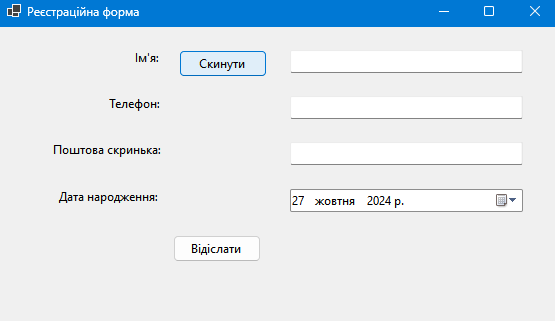 Реєстраційна форма
Ім'я:
Скинути
Телефон:
Поштова скринька:
Дата народження:
27 жовтня 2024 р.
Відіслати